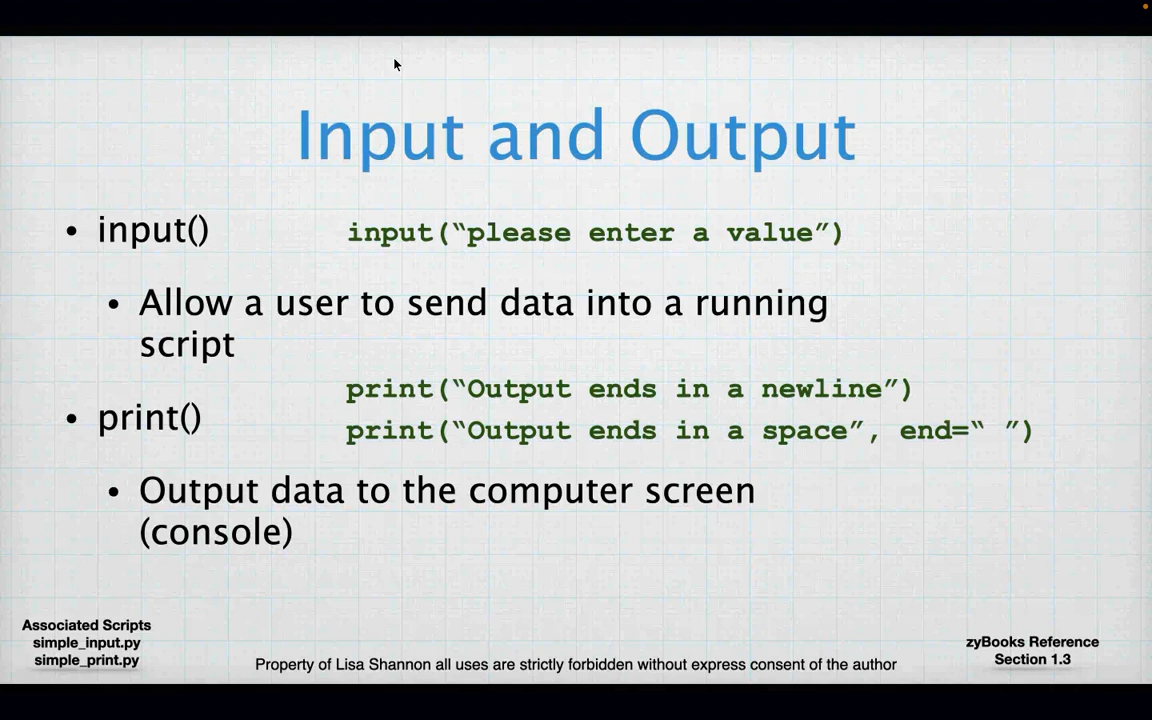 Input and Output
• input()
input(“please enter a value”)
• Allow a user to send data into a running
script
print(“Output ends in a newline”)
• print()
print(“Output ends in a space”, end=“ ”)
• Output data to the computer screen
(console)
Associated Scripts
simple_input.py
simple_print.py
Property of Lisa Shannon all uses are strictly forbidden without express consent of the author
zyBooks Reference
Section 1.3